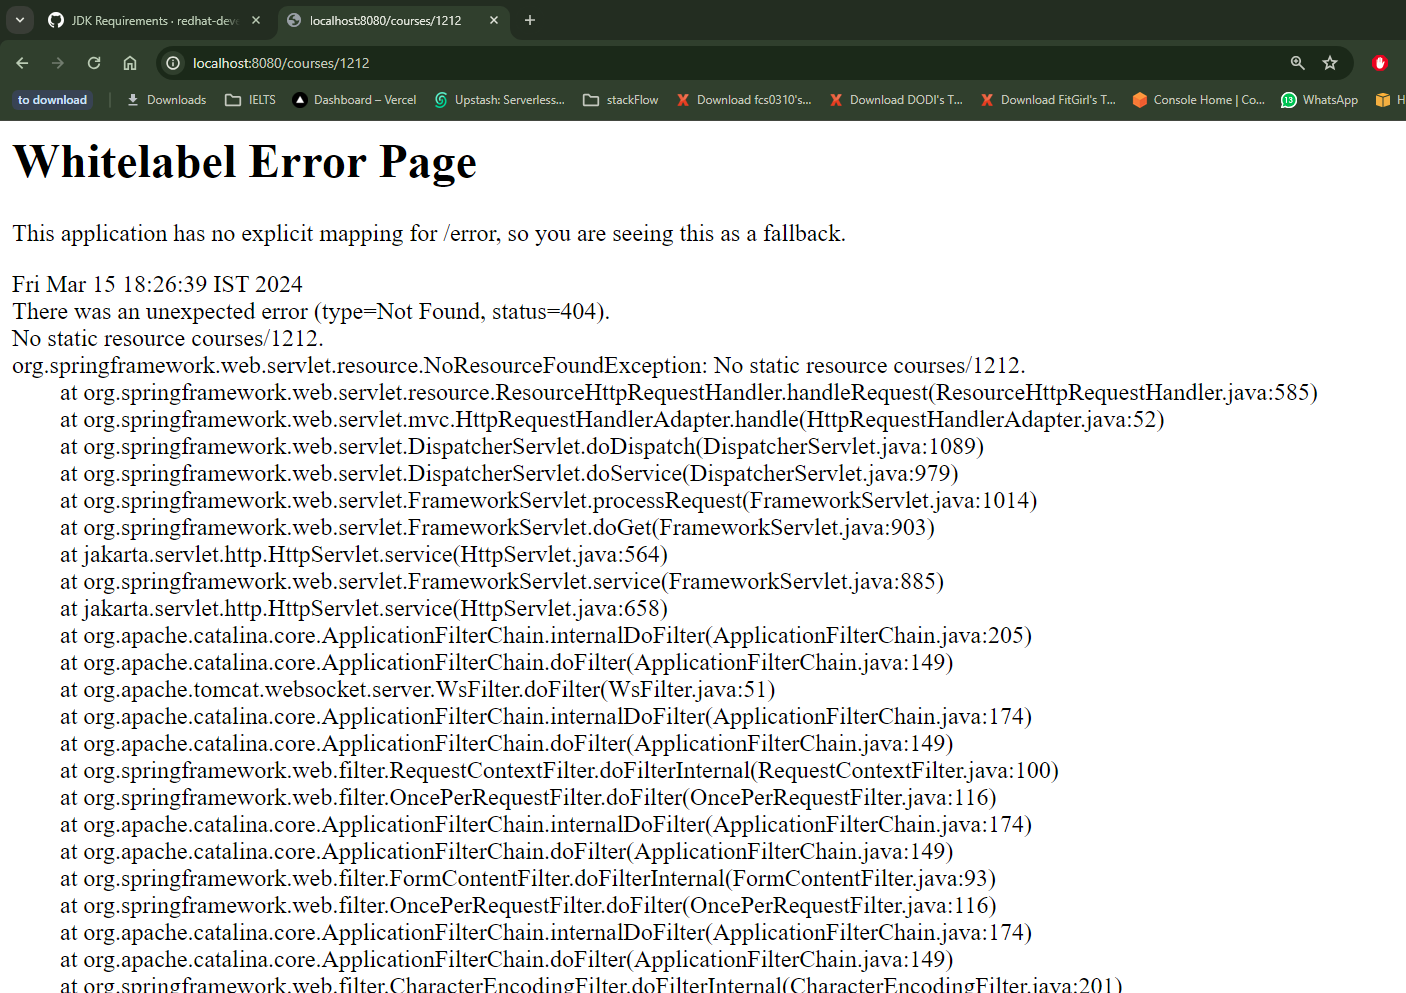 JDK Requirements · redhat-deve
localhost:8080/courses/1212
localhost:8080/courses/1212
to download
Downloads
IELTS
Dashboard – Vercel
Upstash: Serverless...
stackFlow
Download fcs0310's...
Download DODI's T...
Download FitGirl's T...
Console Home | Co...
13
WhatsApp
H
Whitelabel Error Page
This application has no explicit mapping for /error, so you are seeing this as a fallback.
Fri Mar 15 18:26:39 IST 2024
There was an unexpected error (type=Not Found, status=404).
No static resource courses/1212.
org.springframework.web.servlet.resource.NoResourceFoundException: No static resource courses/1212.
at org.springframework.web.servlet.resource.ResourceHttpRequestHandler.handleRequest(ResourceHttpRequestHandler.java:585)
at org.springframework.web.servlet.mvc.HttpRequestHandlerAdapter.handle(HttpRequestHandlerAdapter.java:52)
at org.springframework.web.servlet.DispatcherServlet.doDispatch(DispatcherServlet.java:1089)
at org.springframework.web.servlet.DispatcherServlet.doService(DispatcherServlet.java:979)
at org.springframework.web.servlet.FrameworkServlet.processRequest(FrameworkServlet.java:1014)
at org.springframework.web.servlet.FrameworkServlet.doGet(FrameworkServlet.java:903)
at jakarta.servlet.http.HttpServlet.service(HttpServlet.java:564)
at org.springframework.web.servlet.FrameworkServlet.service(FrameworkServlet.java:885)
at jakarta.servlet.http.HttpServlet.service(HttpServlet.java:658)
at org.apache.catalina.core.ApplicationFilterChain.internalDoFilter(ApplicationFilterChain.java:205)
at org.apache.catalina.core.ApplicationFilterChain.doFilter(ApplicationFilterChain.java:149)
at org.apache.tomcat.websocket.server.WsFilter.doFilter(WsFilter.java:51)
at org.apache.catalina.core.ApplicationFilterChain.internalDoFilter(ApplicationFilterChain.java:174)
at org.apache.catalina.core.ApplicationFilterChain.doFilter(ApplicationFilterChain.java:149)
at org.springframework.web.filter.RequestContextFilter.doFilterInternal(RequestContextFilter.java:100)
at org.springframework.web.filter.OncePerRequestFilter.doFilter(OncePerRequestFilter.java:116)
at org.apache.catalina.core.ApplicationFilterChain.internalDoFilter(ApplicationFilterChain.java:174)
at org.apache.catalina.core.ApplicationFilterChain.doFilter(ApplicationFilterChain.java:149)
at org.springframework.web.filter.FormContentFilter.doFilterInternal(FormContentFilter.java:93)
at org.springframework.web.filter.OncePerRequestFilter.doFilter(OncePerRequestFilter.java:116)
at org.apache.catalina.core.ApplicationFilterChain.internalDoFilter(ApplicationFilterChain.java:174)
at org.apache.catalina.core.ApplicationFilterChain.doFilter(ApplicationFilterChain.java:149)
at org.springframework.web.filter.CharacterEncodingFilter.doFilterInternal(CharacterEncodingFilter.java:201)